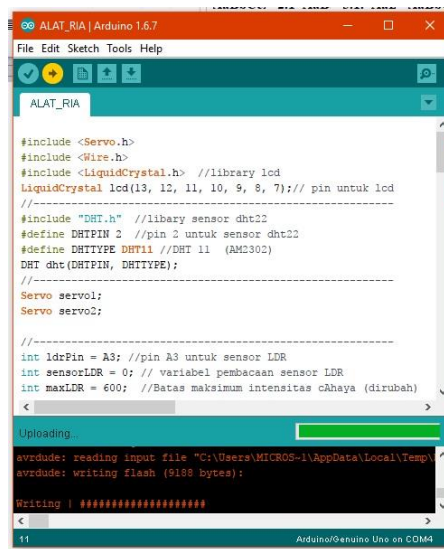 ALAT_RIA | Arduino 1.6.7
File Edit Sketch Tools Help
ALAT_RIA
#include <Servo.h>
#include <Wire.h>
#include <LiquidCrystal.h> //library lcd
LiquidCrystal lcd(13, 12, 11, 10, 9, 8, 7);// pin untuk lcd
//----------------------------------------------------------
#include "DHT.h" //libary sensor dht22
#define DHTPIN 2 //pin 2 untuk sensor dht22
#define DHTTYPE DHT11 //DHT 11 (AM2302)
DHT dht(DHTPIN, DHTTYPE);
//----------------------------------------------------------
Servo servo1;
Servo servo2;
//----------------------------------------------------------
int ldrPin = A3; //pin A3 untuk sensor LDR
int sensorLDR = 0; // variabel pembacaan sensor LDR
int maxLDR = 600; //Batas maksimum intensitas cAhaya (dirubah)
Uploading...
avrdude: reading input file "C:\Users\MICROS~1\AppData\Local\Temp\
avrdude: writing flash (9188 bytes):
Writing | ####################
11
Arduino/Genuino Uno on COM4